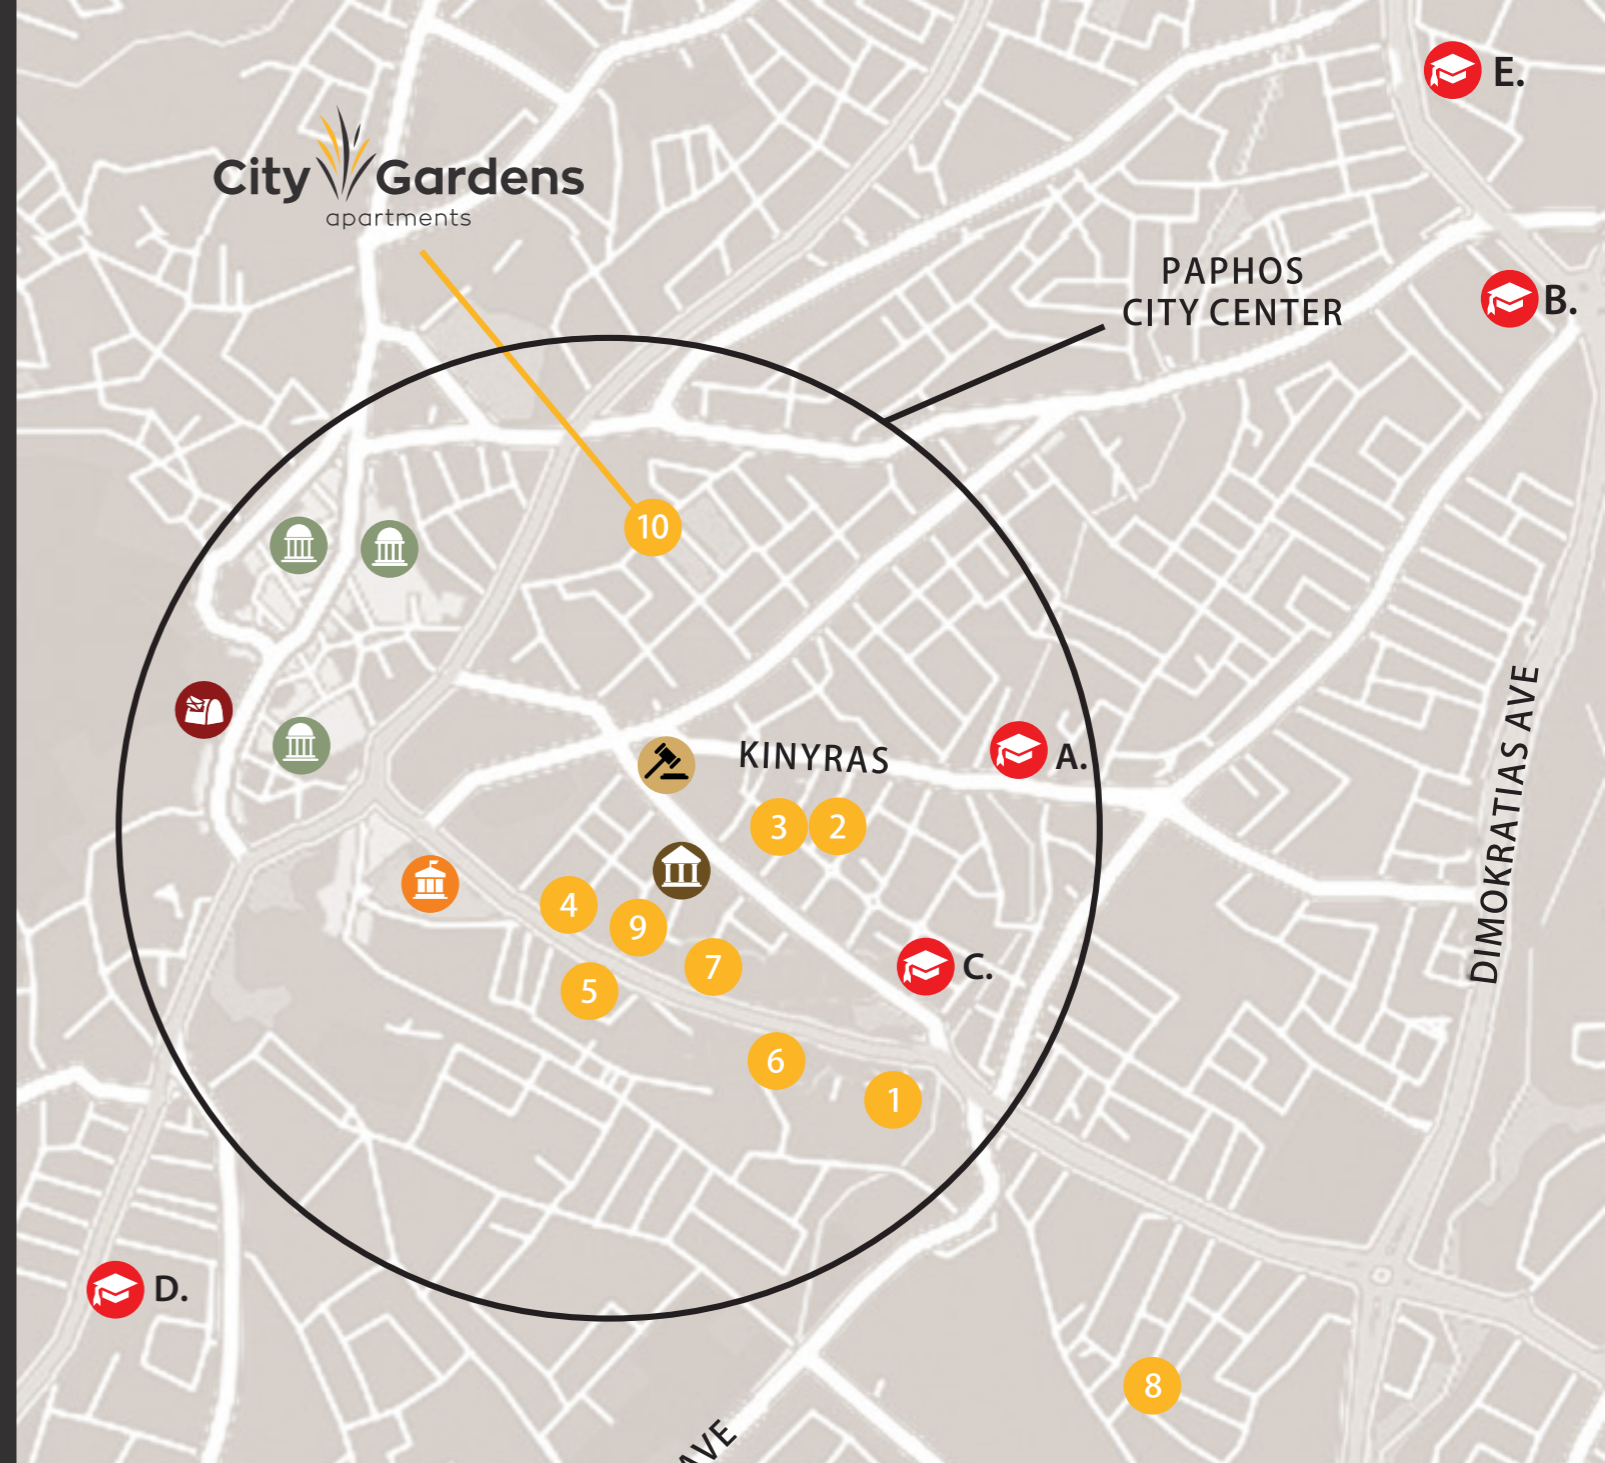 E.
City Gardens
apartments
PAPHOS
CITY CENTER
B.
10
KINYRAS
A.
3
2
DIMOKRATIAS AVE
4
9
7
C.
5
6
1
D.
8
AVE